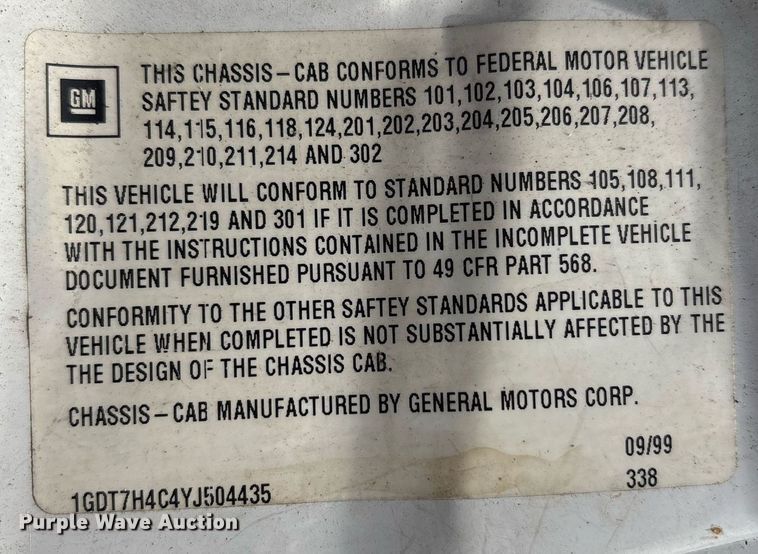 GM
THIS CHASSIS-CAB CONFORMS TO FEDERAL MOTOR VEHICLE
SAFTEY STANDARD NUMBERS 101,102,103,104,106,107,113,
114,115,116,118,124,201,202,203,204,205,206,207,208,
209,210,211,214 AND 302
THIS VEHICLE WILL CONFORM TO STANDARD NUMBERS 105,108,111,
120,121,212,219 AND 301 IF IT IS COMPLETED IN ACCORDANCE
WITH THE INSTRUCTIONS CONTAINED IN THE INCOMPLETE VEHICLE
DOCUMENT FURNISHED PURSUANT TO 49 CFR PART 568.
CONFORMITY TO THE OTHER SAFTEY STANDARDS APPLICABLE TO THIS
VEHICLE WHEN COMPLETED IS NOT SUBSTANTIALLY AFFECTED BY THE
THE DESIGN OF THE CHASSIS CAB.
CHASSIS-CAB MANUFACTURED BY GENERAL MOTORS CORP.
09/99
338
1GDT7H4C4YJ504435
Purple Wave Auction